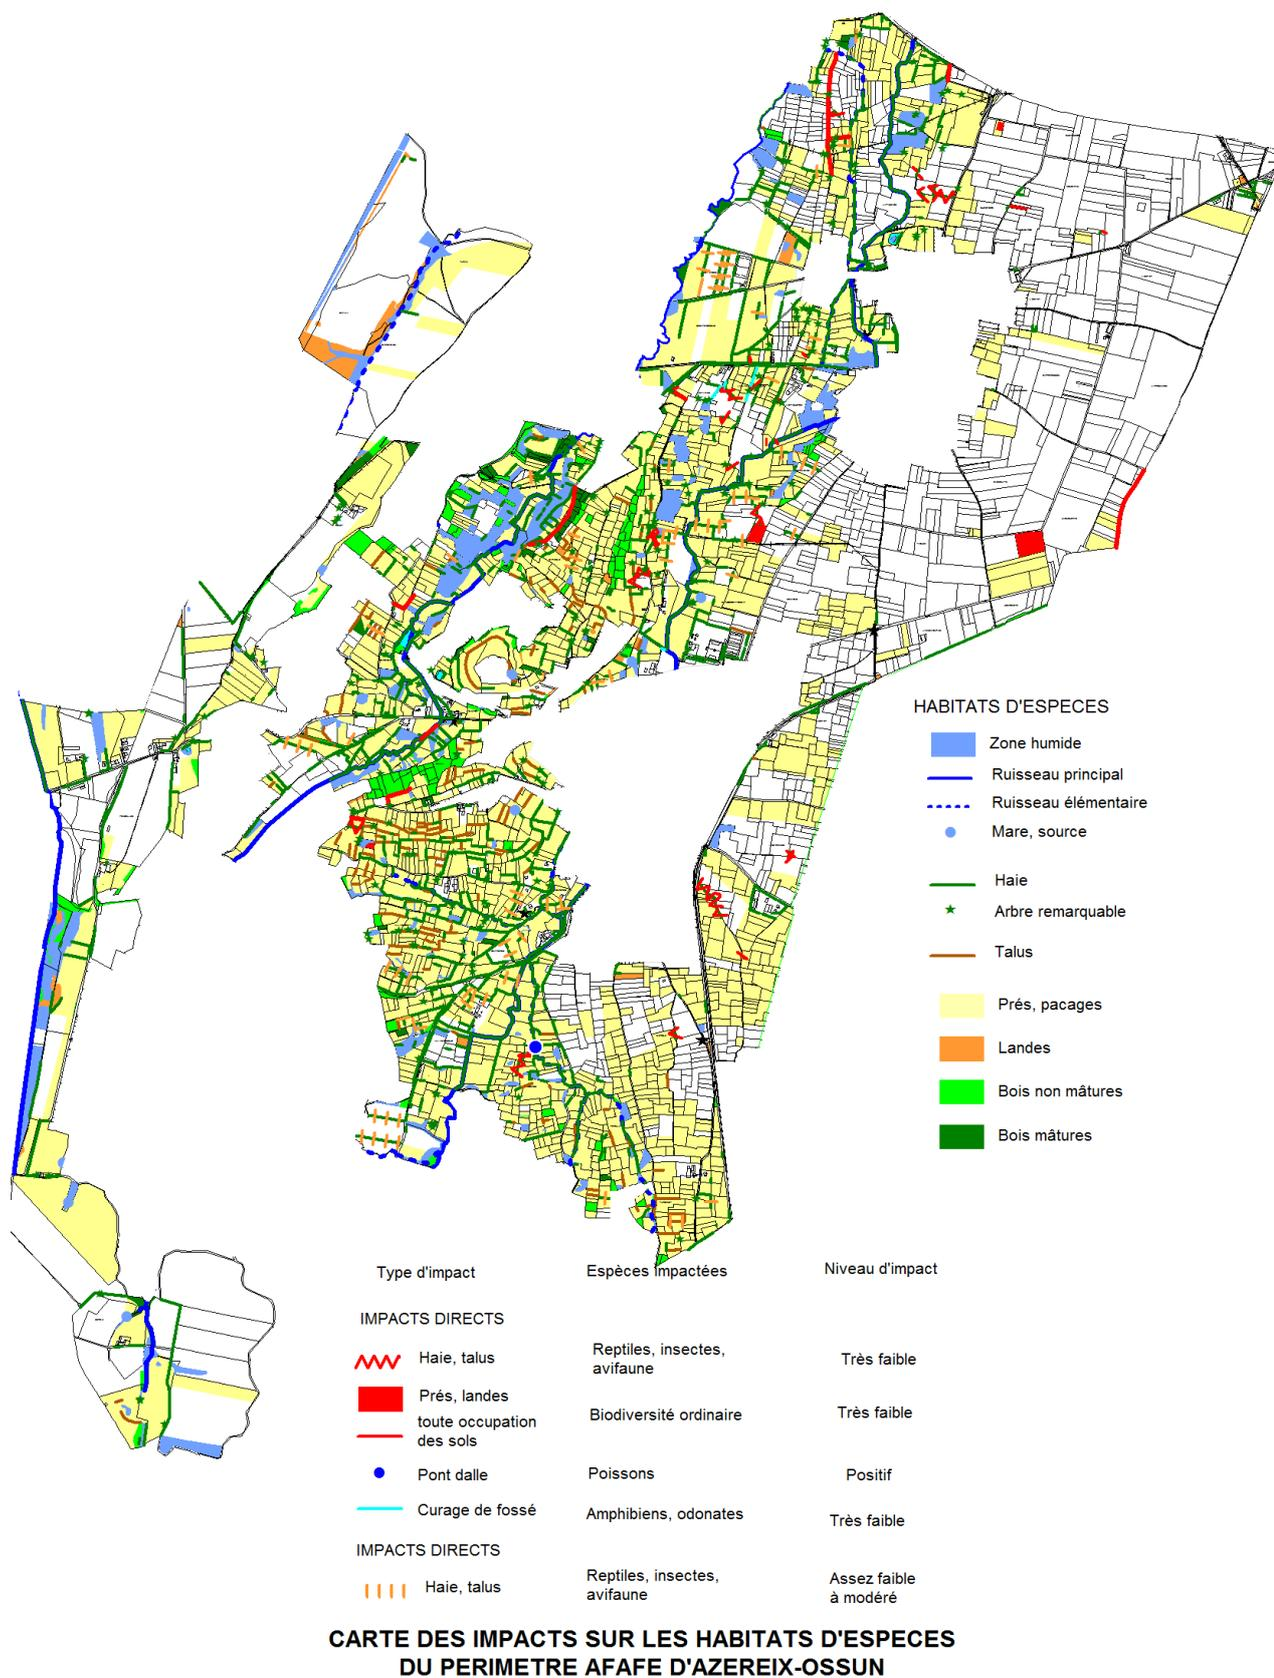 HABITATS D'ESPECES
Zone humide
Ruisseau principal
Ruisseau élémentaire
Mare, source
Haie
Arbre remarquable
Talus
Prés, pacages
Landes
Bois non mâtures
Bois mâtures
Type d'impact
Espèces impactées
Niveau d'impact
IMPACTS DIRECTS
Haie, talus
Reptiles, insectes,
avifaune
Très faible
Prés, landes
toute occupation
des sols
Biodiversité ordinaire
Très faible
Pont dalle
Poissons
Positif
Curage de fossé
Amphibiens, odonates
Très faible
IMPACTS DIRECTS
Haie, talus
Reptiles, insectes,
avifaune
Assez faible
à modéré
CARTE DES IMPACTS SUR LES HABITATS D'ESPECES
DU PERIMETRE AFAFE D'AZEREIX-OSSUN